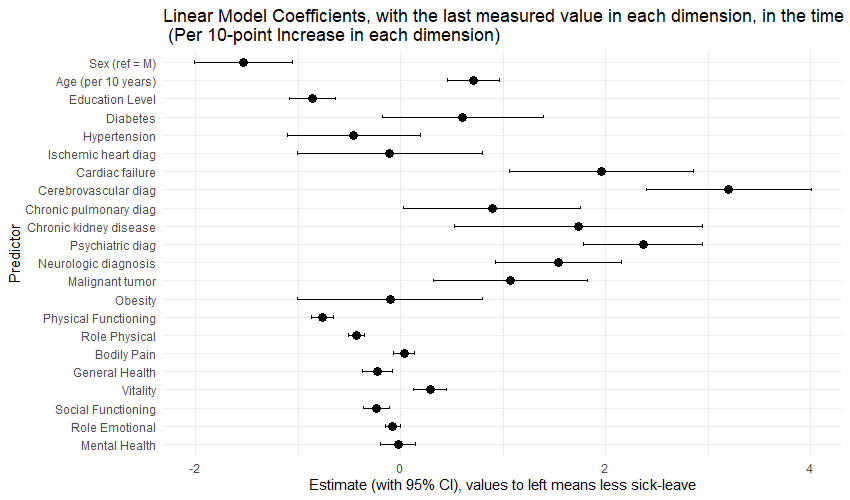 Linear Model Coefficients, with the last measured value in each dimension, in the time
(Per 10-point Increase in each dimension)
Predictor
Sex (ref = M)
Age (per 10 years)
Education Level
Diabetes
Hypertension
Ischemic heart diag
Cardiac failure
Cerebrovascular diag
Chronic pulmonary diag
Chronic kidney disease
Psychiatric diag
Neurologic diagnosis
Malignant tumor
Obesity
Physical Functioning
Role Physical
Bodily Pain
General Health
Vitality
Social Functioning
Role Emotional
Mental Health
-2 0 2 4
Estimate (with 95% CI), values to left means less sick-leave